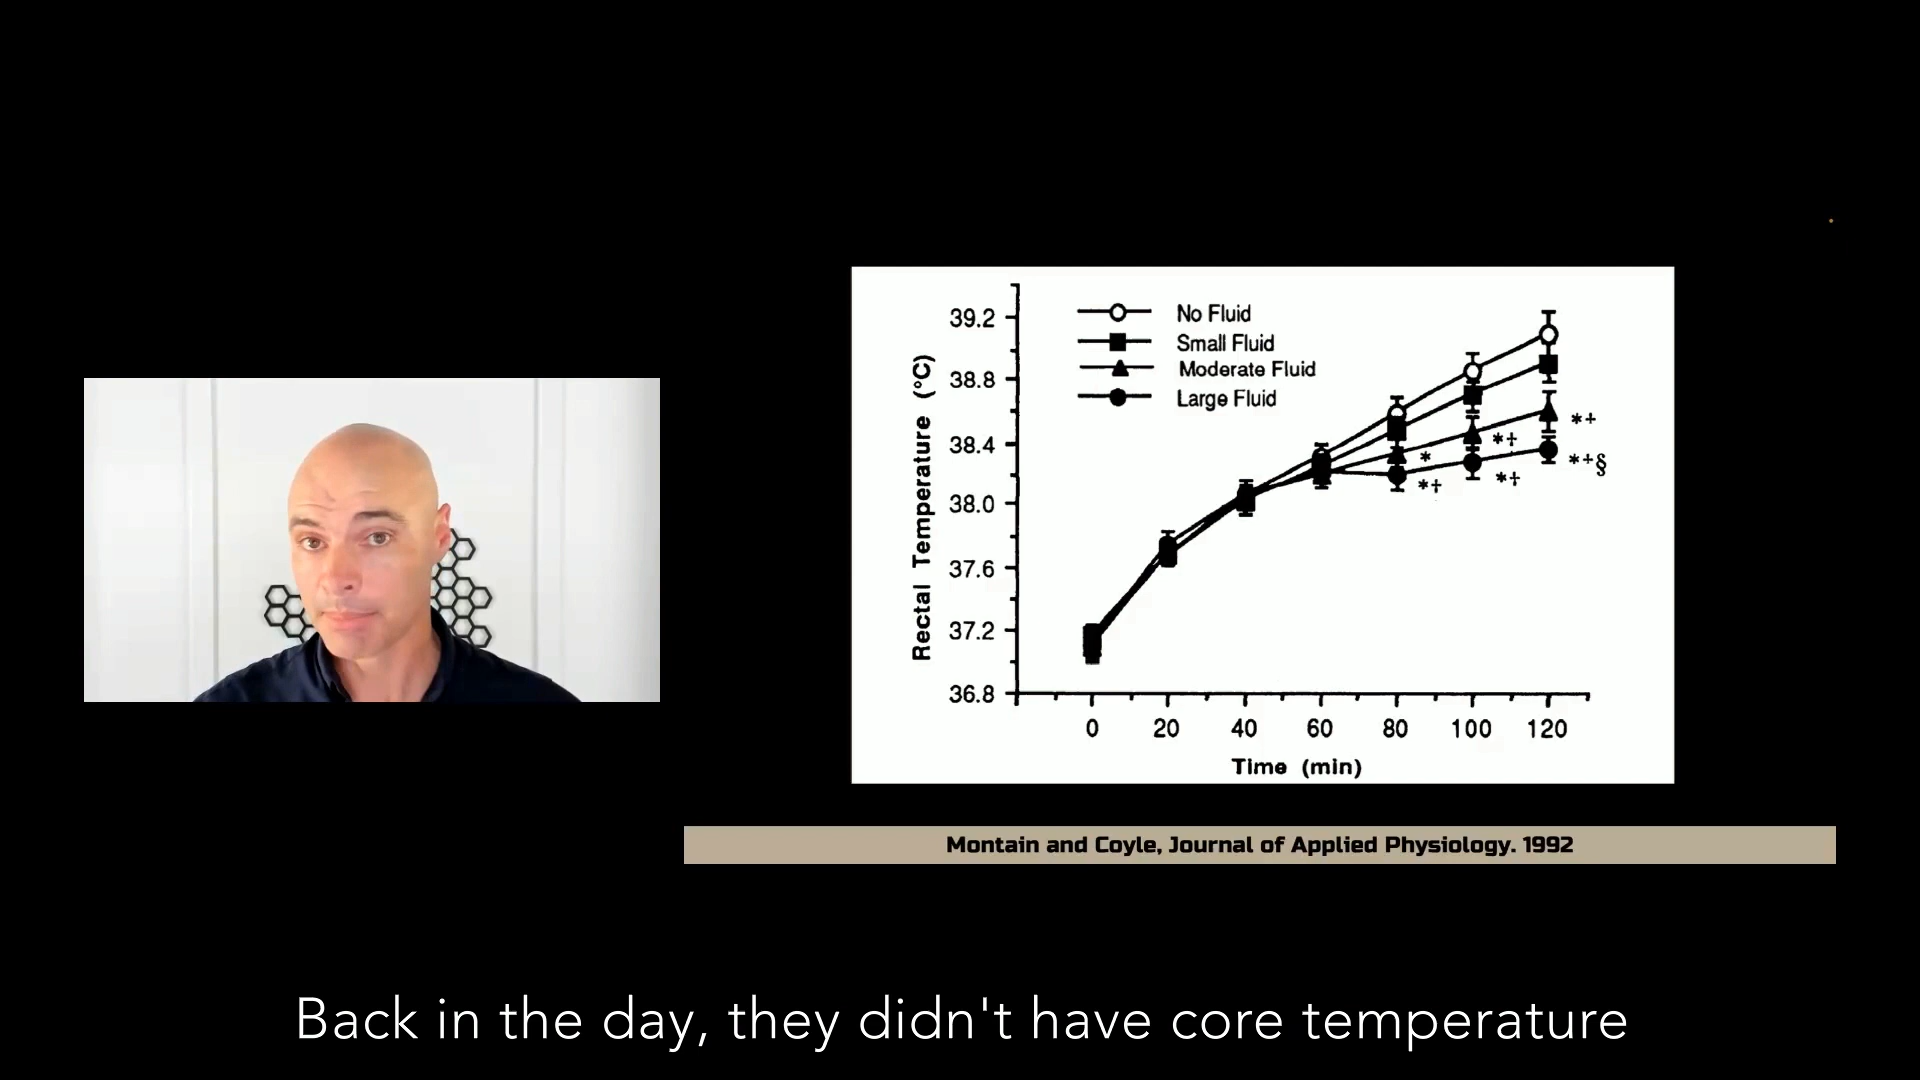 No Fluid
Small Fluid
Moderate Fluid
Large Fluid
39.2
38.8
38.4
38.0
37.6
37.2
36.8
Rectal Temperature (°C)
*
*†
*†
*†
*+
*+§
0 20 40 60 80 100 120
Time (min)
Montain and Coyle, Journal of Applied Physiology. 1992
Back in the day, they didn't have core temperature